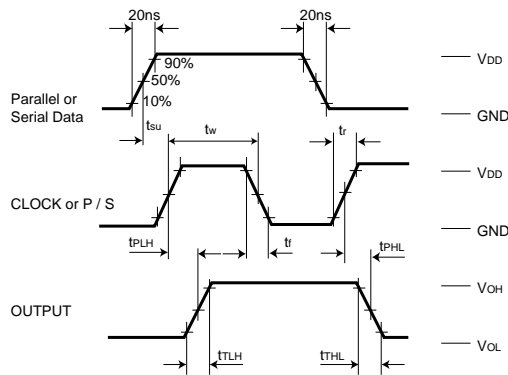 20ns 20ns
90%
50%
10%
VDD
Parallel or
Serial Data
GND
tsu tw tr
VDD
CLOCK or P / S
GND
tPLH tf tPHL
VOH
OUTPUT
VOL
tTLH tTHL